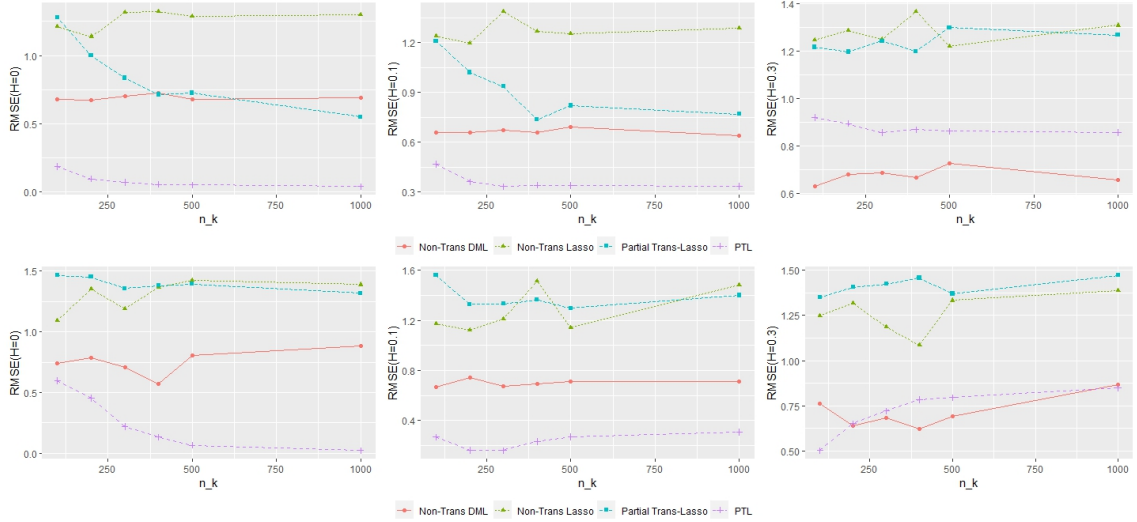 RMSE(H=0)
1.0
0.5
0.0
250 500 750 1000
n_k
RMSE(H=0.1)
1.2
0.9
0.6
0.3
250 500 750 1000
n_k
RMSE(H=0.3)
1.4
1.2
1.0
0.8
0.6
250 500 750 1000
n_k
Non-Trans DML Non-Trans Lasso Partial Trans-Lasso PTL
RMSE(H=0)
1.5
1.0
0.5
0.0
250 500 750 1000
n_k
RMSE(H=0.1)
1.6
1.2
0.8
0.4
250 500 750 1000
n_k
RMSE(H=0.3)
1.50
1.25
1.00
0.75
0.50
250 500 750 1000
n_k
Non-Trans DML Non-Trans Lasso Partial Trans-Lasso PTL